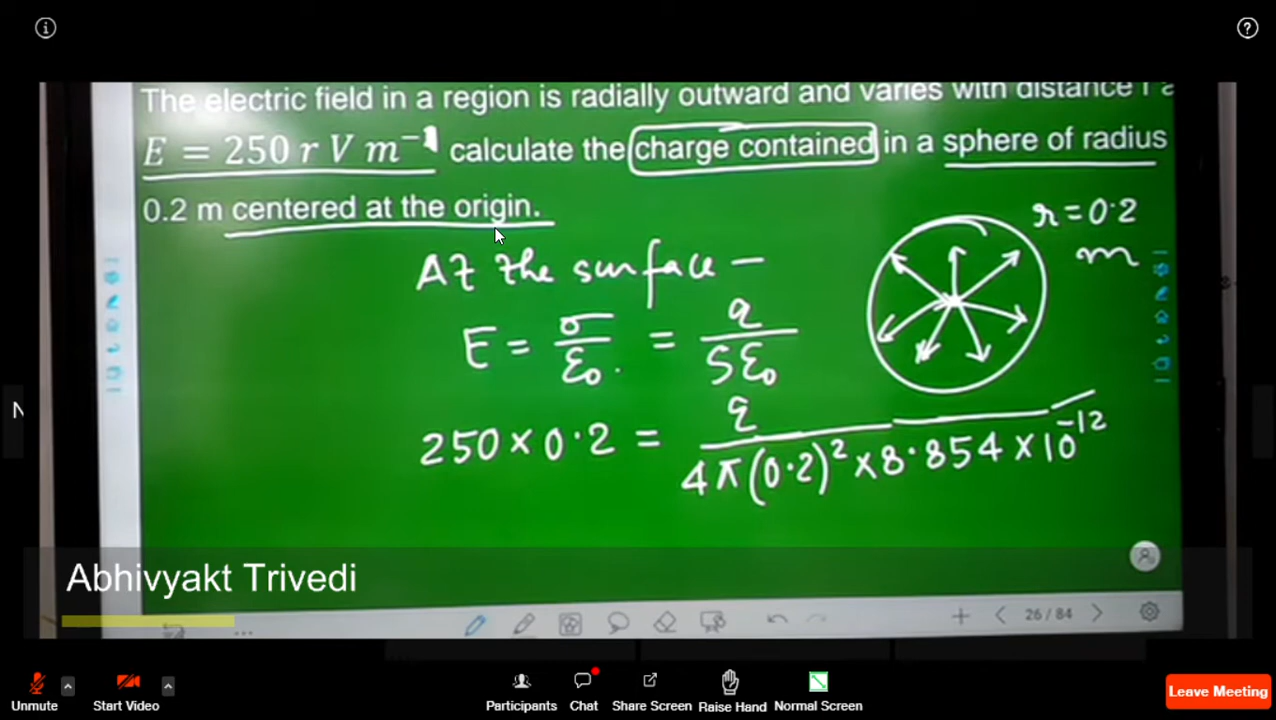 The electric field in a region is radially outward and varies with distance r a
E = 250 r V m⁻¹ calculate the charge contained in a sphere of radius
0.2 m centered at the origin.
r = 0.2
m
At the surface –
E = σ/ε₀ = q/Sε₀
250 × 0.2 = q/4π(0.2)² × 8.854 × 10⁻¹²
N
Abhivyakt Trivedi
26 / 84
Unmute
Start Video
Participants
Chat
Share Screen
Raise Hand
Normal Screen
Leave Meeting